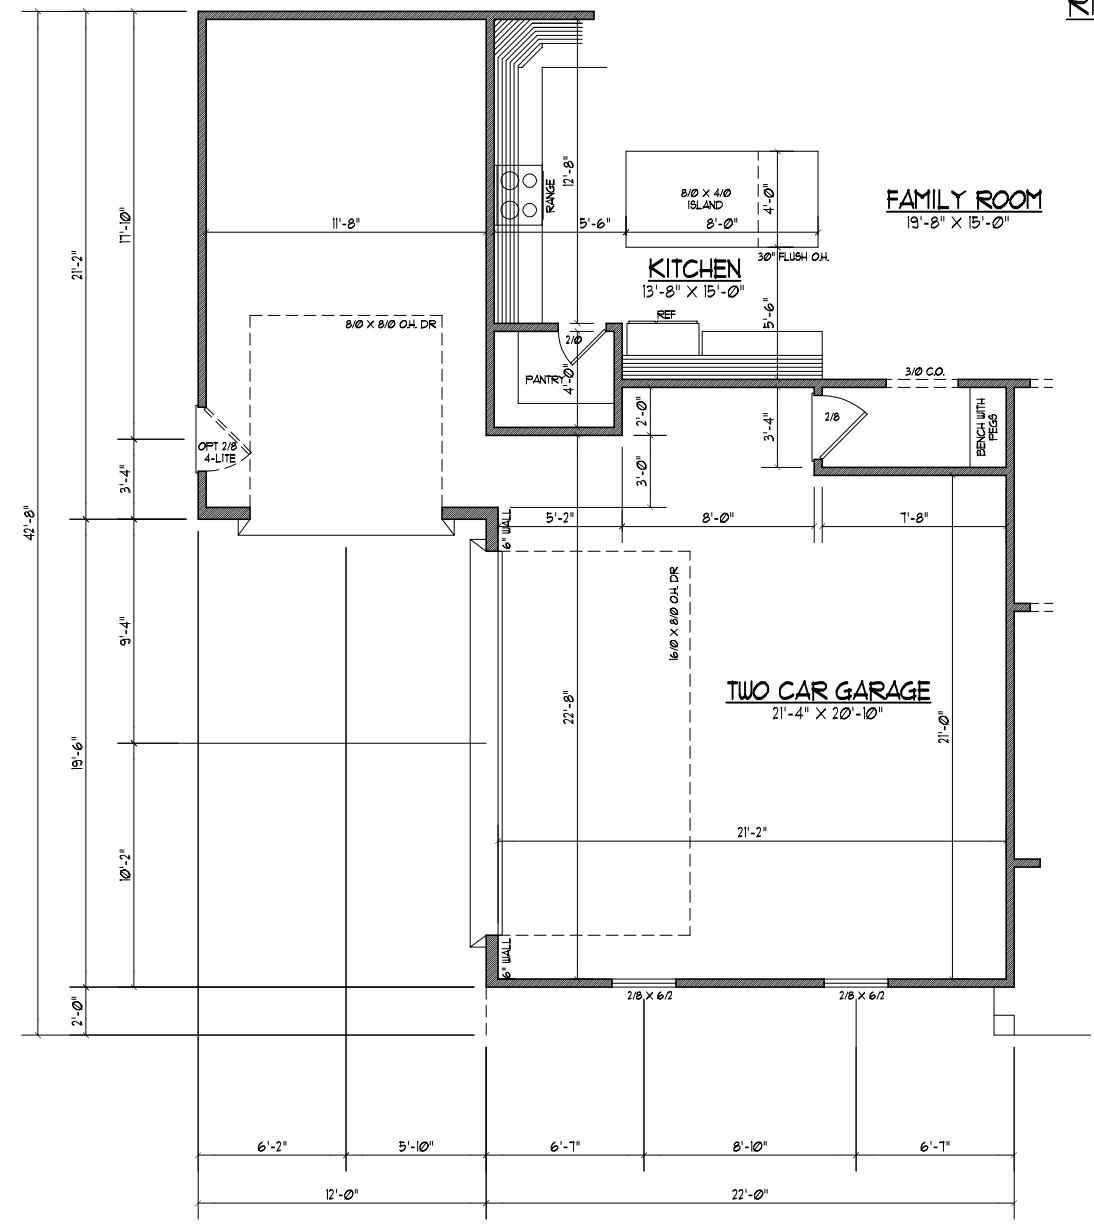 12'-8"
17'-10"
RANGE
8/0 X 4/0
ISLAND
4'-0"
FAMILY ROOM
19'-8" X 15'-0"
11'-8"
5'-6"
8'-0"
21'-2"
30" FLUSH O.H.
KITCHEN
13'-8" X 15'-0"
5'-6"
REF
8/0 X 8/0 O.H. DR
2/0
PANTRY
4'-0"
3/0 C.O.
2'-0"
3'-4"
2/8
BENCH WITH
PEGS
OPT 2/8
4-LITE
3'-4"
3'-0"
42'-8"
6" WALL
5'-2"
8'-0"
7'-8"
9'-4"
16/0 X 8/0 O.H. DR
TWO CAR GARAGE
21'-4" X 20'-10"
22'-8"
21'-0"
19'-6"
21'-2"
10'-2"
6" WALL
2/8 X 6/2
2/8 X 6/2
2'-0"
6'-2"
5'-10"
6'-7"
8'-10"
6'-7"
12'-0"
22'-0"